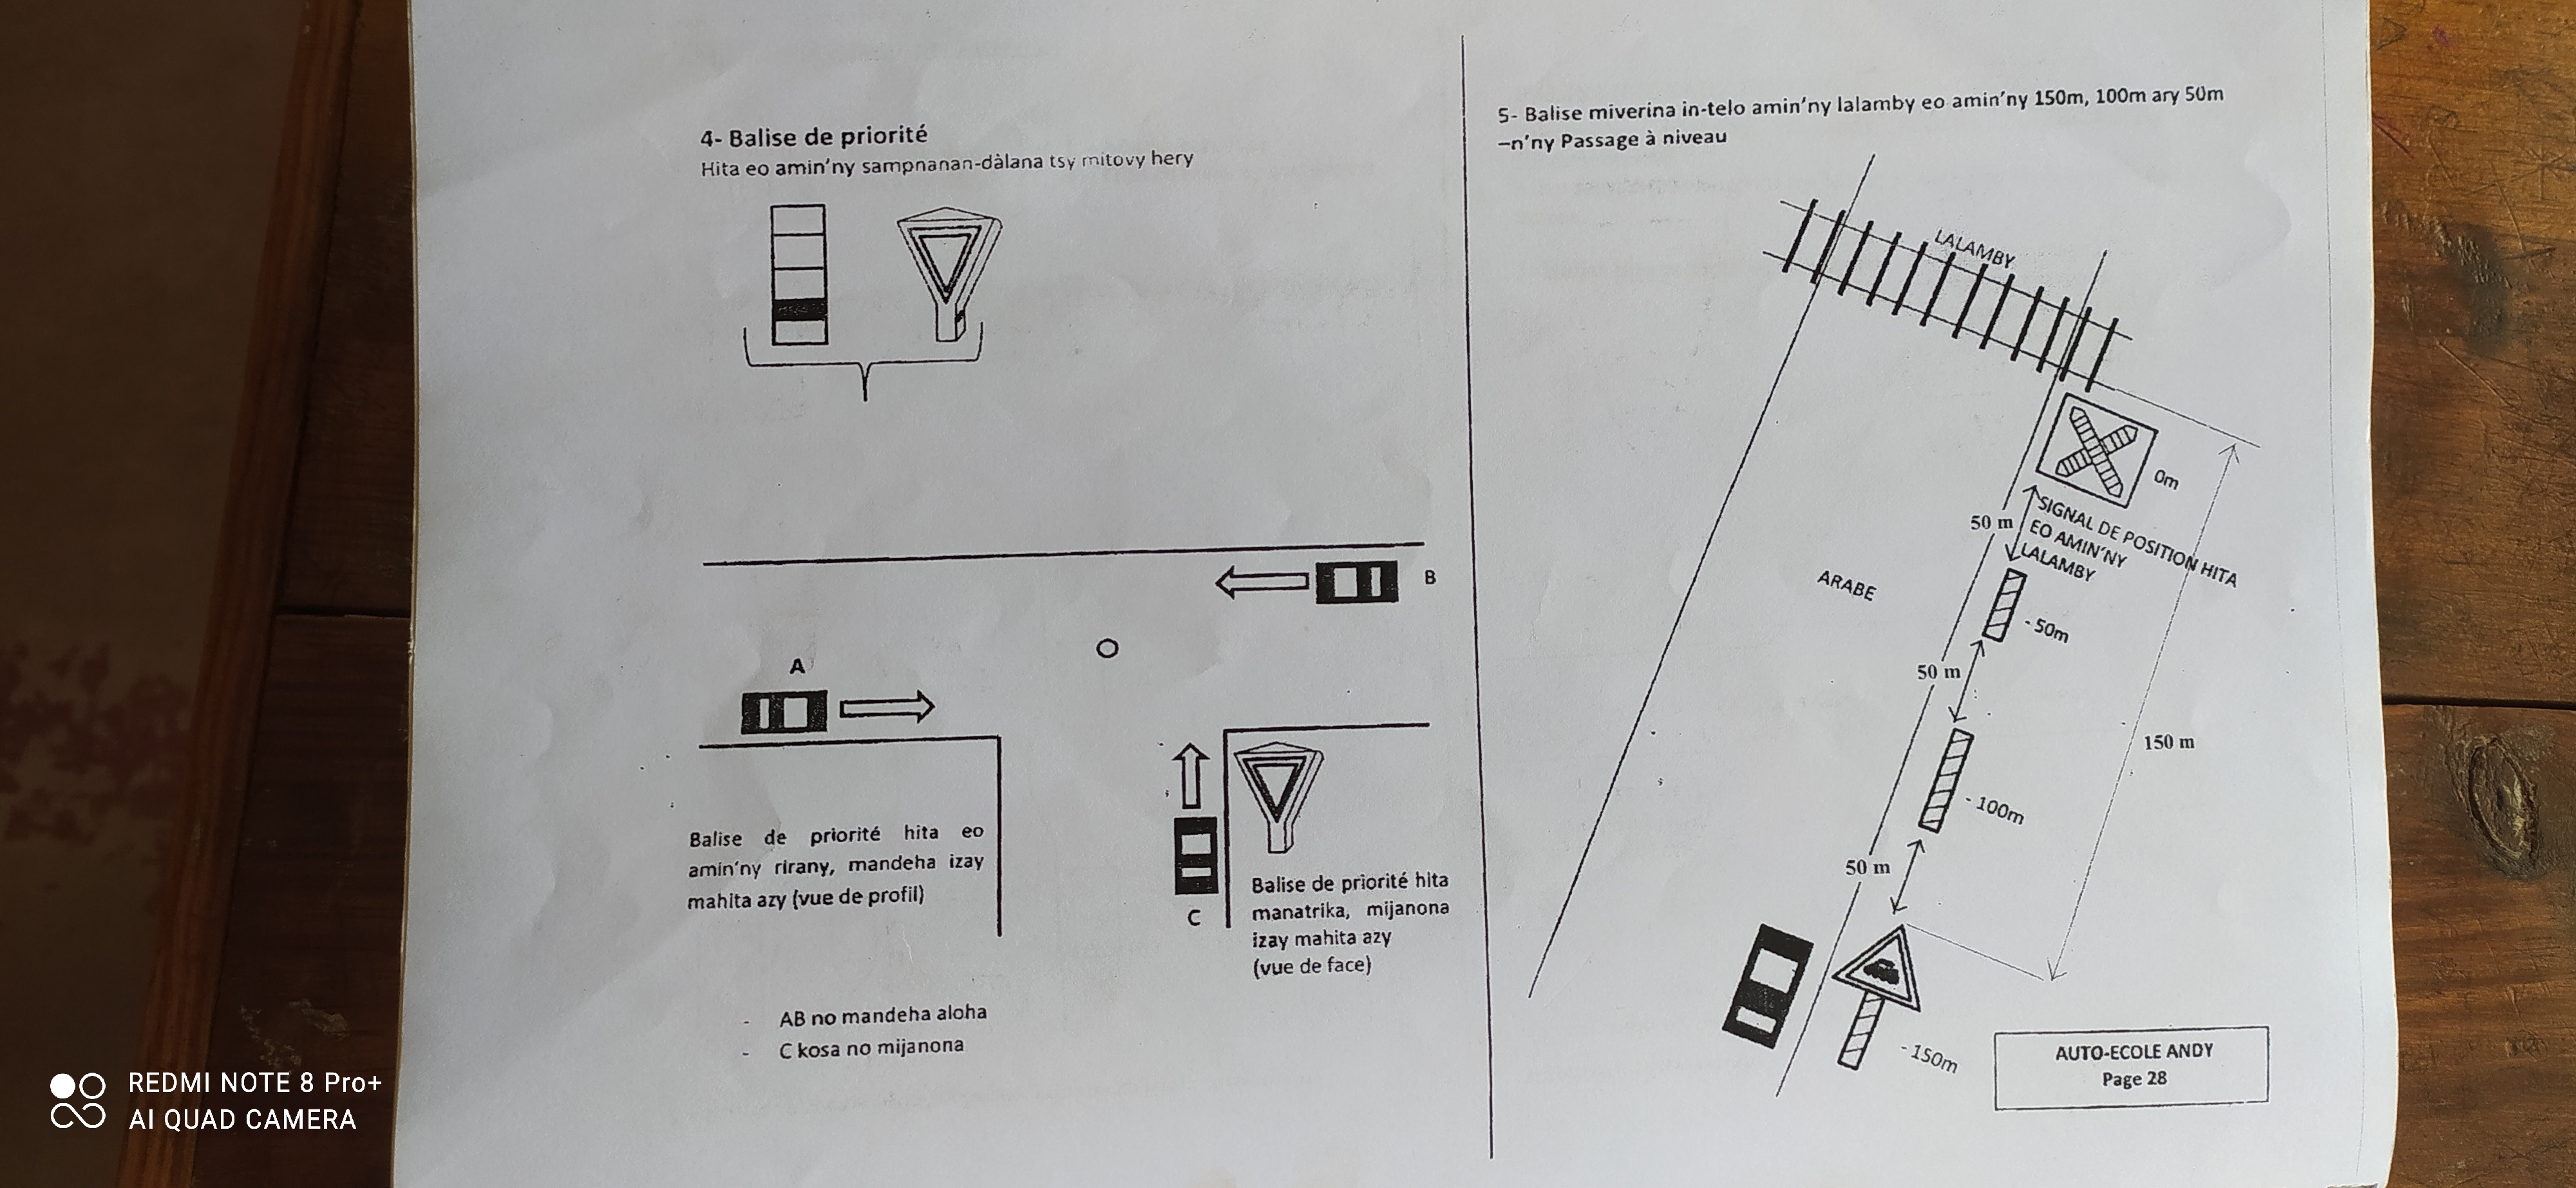 4- Balise de priorité
Hita eo amin'ny sampnanan-dàlana tsy mitovy hery
B
A
C
Balise de priorité hita eo
amin'ny rirany, mandeha izay
mahita azy (vue de profil)
Balise de priorité hita
manatrika, mijanona
izay mahita azy
(vue de face)
- AB no mandeha aloha
- C kosa no mijanona
5- Balise miverina in-telo amin'ny lalamby eo amin'ny 150m, 100m ary 50m
–n'ny Passage à niveau
LALAMBY
0m
50 m
SIGNAL DE POSITION HITA
EO AMIN'NY
LALAMBY
ARABE
- 50m
50 m
150 m
- 100m
50 m
- 150m
AUTO-ECOLE ANDY
Page 28
REDMI NOTE 8 Pro+
AI QUAD CAMERA